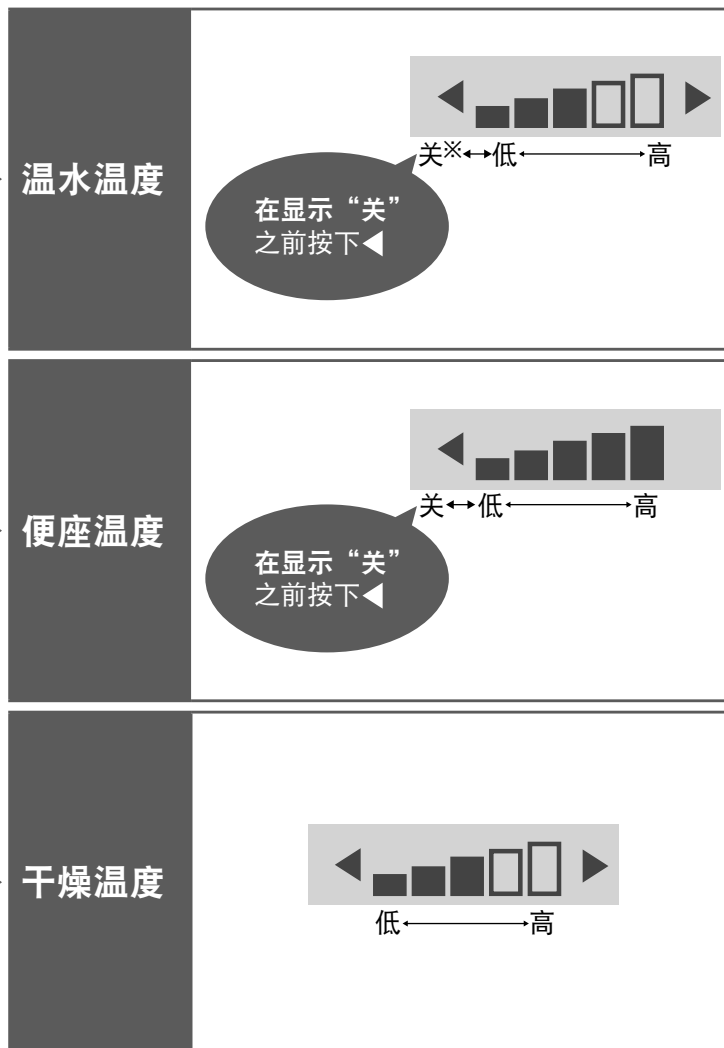 温水温度
关※↔低↔高
在显示“关”
之前按下◀
便座温度
关↔低↔高
在显示“关”
之前按下◀
干燥温度
低↔高